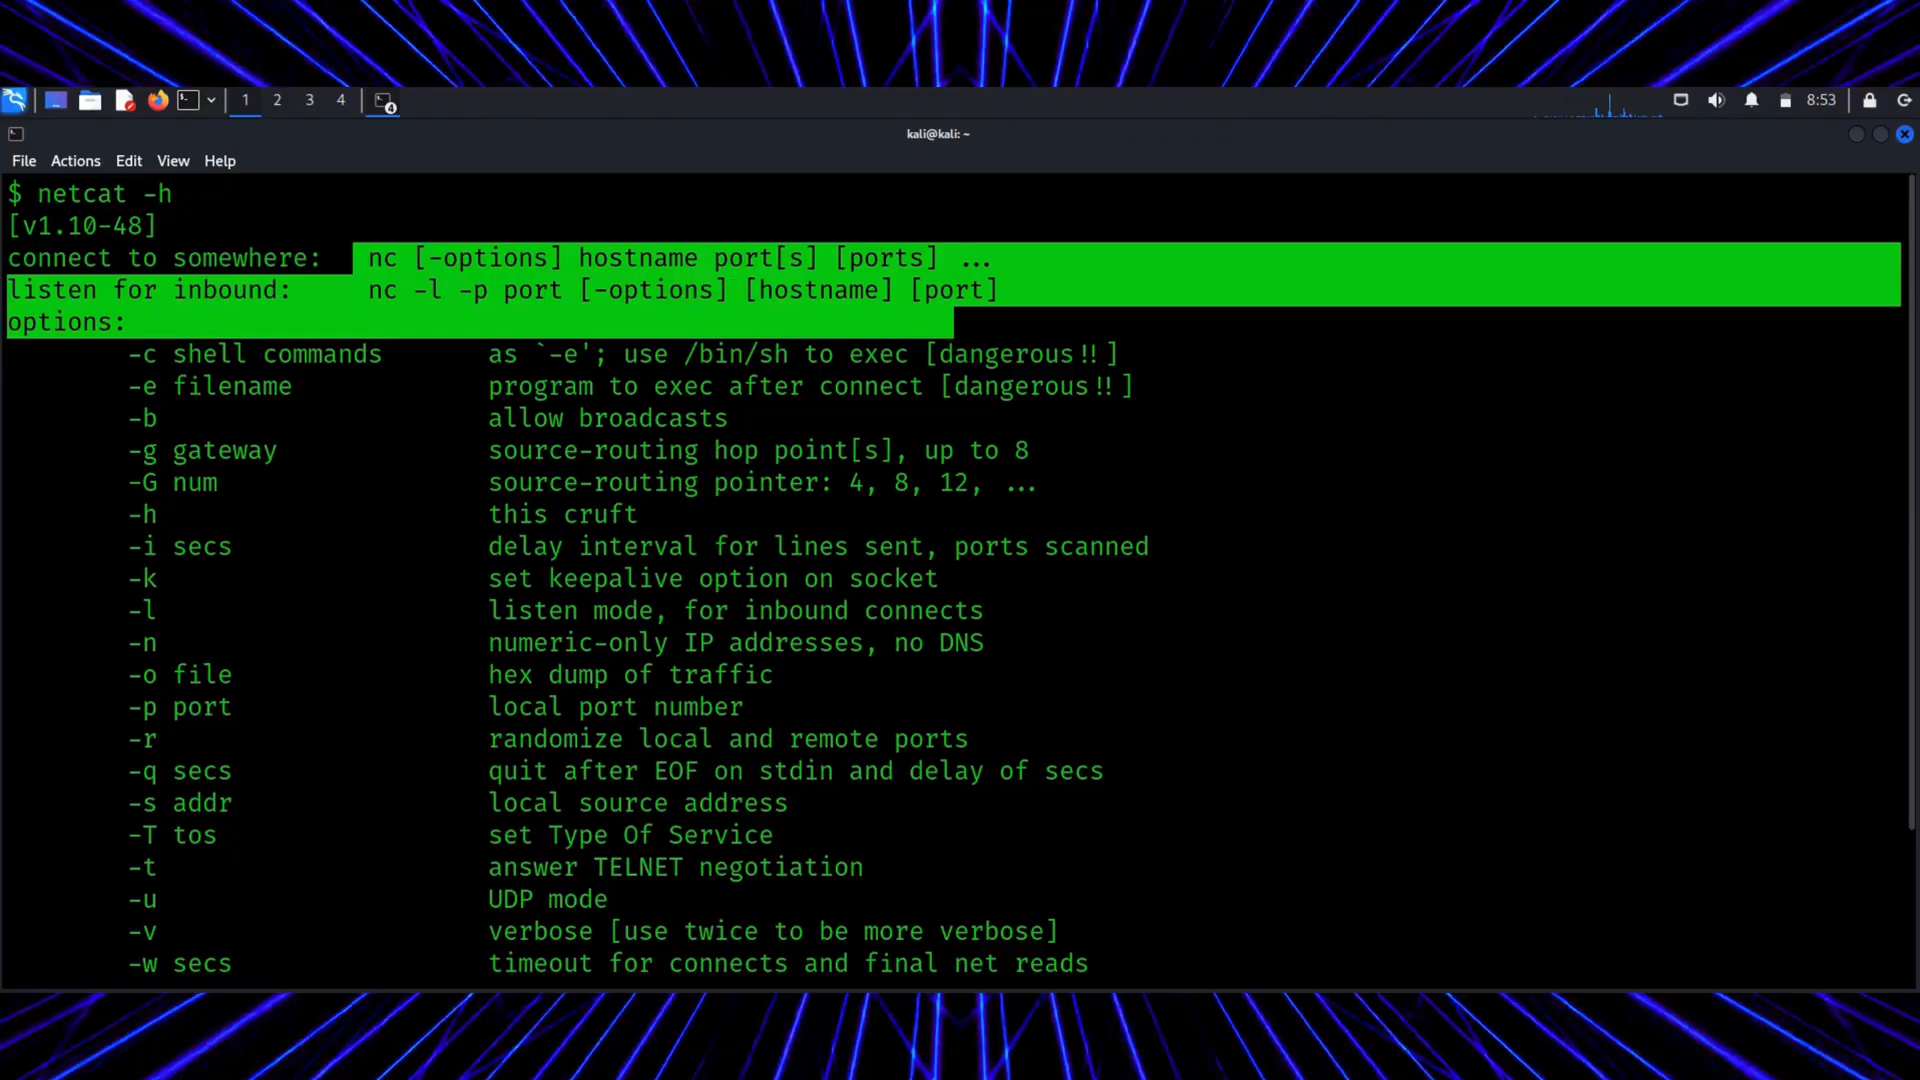 1 2 3 4 4 8:53
kali@kali: ~
File Actions Edit View Help
$ netcat -h
[v1.10-48]
connect to somewhere: nc [-options] hostname port[s] [ports] ...
listen for inbound: nc -l -p port [-options] [hostname] [port]
options:
-c shell commands as `-e'; use /bin/sh to exec [dangerous!!]
-e filename program to exec after connect [dangerous!!]
-b allow broadcasts
-g gateway source-routing hop point[s], up to 8
-G num source-routing pointer: 4, 8, 12, ...
-h this cruft
-i secs delay interval for lines sent, ports scanned
-k set keepalive option on socket
-l listen mode, for inbound connects
-n numeric-only IP addresses, no DNS
-o file hex dump of traffic
-p port local port number
-r randomize local and remote ports
-q secs quit after EOF on stdin and delay of secs
-s addr local source address
-T tos set Type Of Service
-t answer TELNET negotiation
-u UDP mode
-v verbose [use twice to be more verbose]
-w secs timeout for connects and final net reads